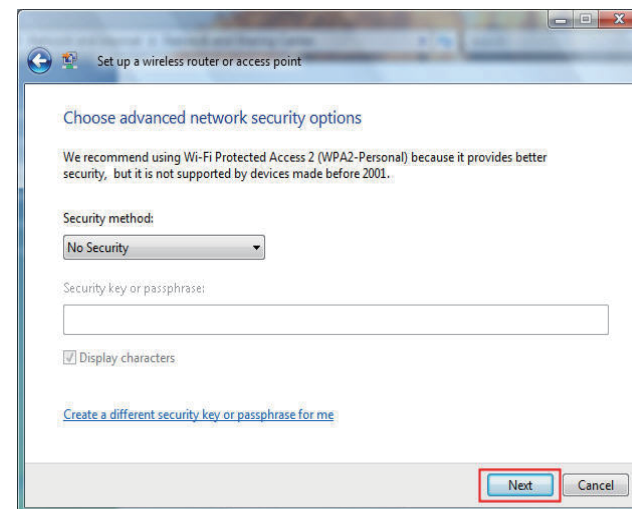 Set up a wireless router or access point
Choose advanced network security options
We recommend using Wi-Fi Protected Access 2 (WPA2-Personal) because it provides better
security, but it is not supported by devices made before 2001.
Security method:
No Security
Security key or passphrase:
Display characters
Create a different security key or passphrase for me
Next Cancel